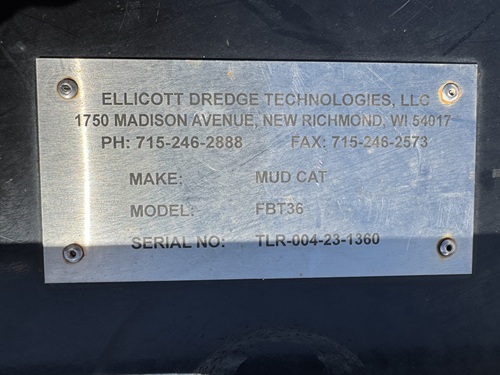 ELLICOTT DREDGE TECHNOLOGIES, LLC
1750 MADISON AVENUE, NEW RICHMOND, WI 54017
PH: 715-246-2888 FAX: 715-246-2573
MAKE: MUD CAT
MODEL: FBT36
SERIAL NO: TLR-004-23-1360